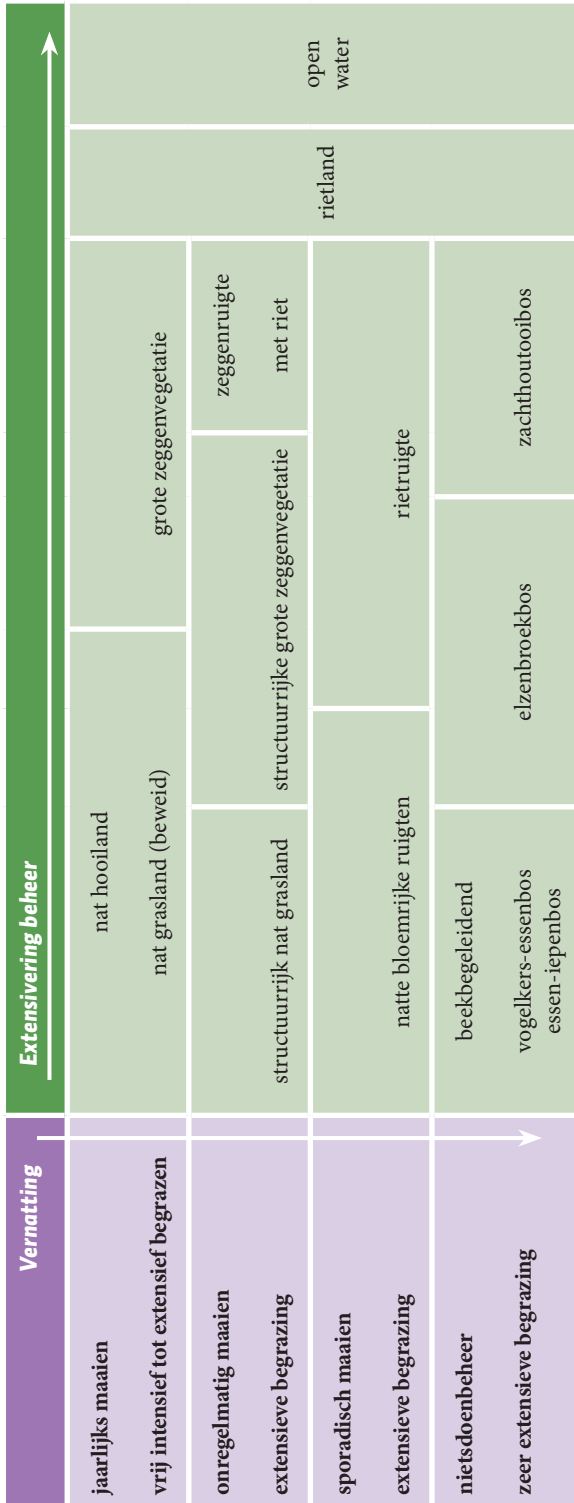 Vernatting
Extensivering beheer
jaarlijks maaien
vrij intensief tot extensief begrazen
nat hooiland
nat grasland (beweid)
grote zeggenvegetatie
onregelmatig maaien
extensieve begrazing
structuurrijk nat grasland
structuurrijke grote zeggenvegetatie
zeggenruigte
met riet
sporadisch maaien
extensieve begrazing
natte bloemrijke ruigten
rietruigte
nietsdoenbeheer
zeer extensieve begrazing
beekbegeleidend
vogelkers-essenbos
essen-iepenbos
elzenbroekbos
zachthoutooibos
rietland
open
water